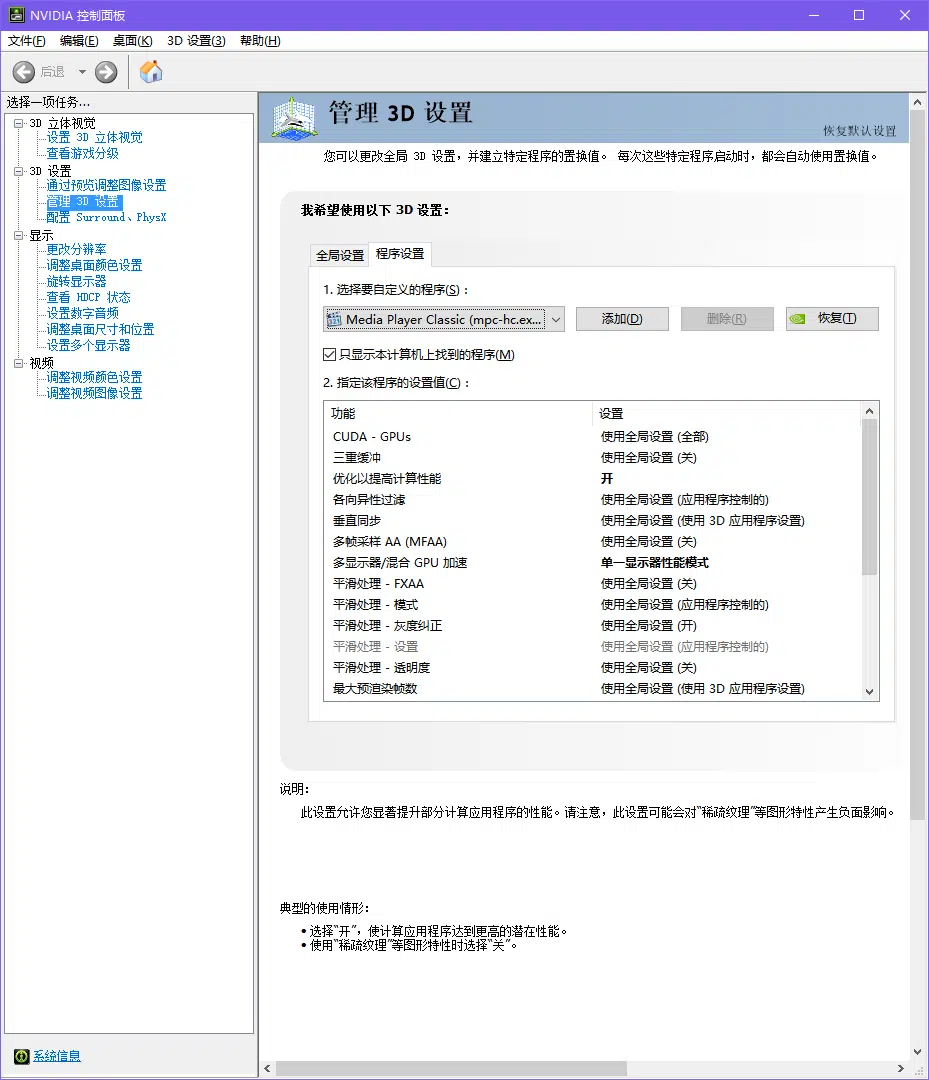 NVIDIA 控制面板
文件(F) 编辑(E) 桌面(K) 3D 设置(3) 帮助(H)
后退
选择一项任务...
3D 立体视觉
设置 3D 立体视觉
查看游戏分级
3D 设置
通过预览调整图像设置
管理 3D 设置
配置 Surround、PhysX
显示
更改分辨率
调整桌面颜色设置
旋转显示器
查看 HDCP 状态
设置数字音频
调整桌面尺寸和位置
设置多个显示器
视频
调整视频颜色设置
调整视频图像设置
系统信息
管理 3D 设置
恢复默认设置
您可以更改全局 3D 设置，并建立特定程序的置换值。 每次这些特定程序启动时，都会自动使用置换值。
我希望使用以下 3D 设置：
全局设置 程序设置
1. 选择要自定义的程序(S)：
Media Player Classic (mpc-hc.ex... 添加(D) 删除(R) 恢复(T)
只显示本计算机上找到的程序(M)
2. 指定该程序的设置值(C)：
功能 设置
CUDA - GPUs 使用全局设置 (全部)
三重缓冲 使用全局设置 (关)
优化以提高计算性能 开
各向异性过滤 使用全局设置 (应用程序控制的)
垂直同步 使用全局设置 (使用 3D 应用程序设置)
多帧采样 AA (MFAA) 使用全局设置 (关)
多显示器/混合 GPU 加速 单一显示器性能模式
平滑处理 - FXAA 使用全局设置 (关)
平滑处理 - 模式 使用全局设置 (应用程序控制的)
平滑处理 - 灰度纠正 使用全局设置 (开)
平滑处理 - 设置 使用全局设置 (应用程序控制的)
平滑处理 - 透明度 使用全局设置 (关)
最大预渲染帧数 使用全局设置 (使用 3D 应用程序设置)
说明：
此设置允许您显著提升部分计算应用程序的性能。请注意，此设置可能会对“稀疏纹理”等图形特性产生负面影响。
典型的使用情形：
• 选择“开”，使计算应用程序达到更高的潜在性能。
• 使用“稀疏纹理”等图形特性时选择“关”。